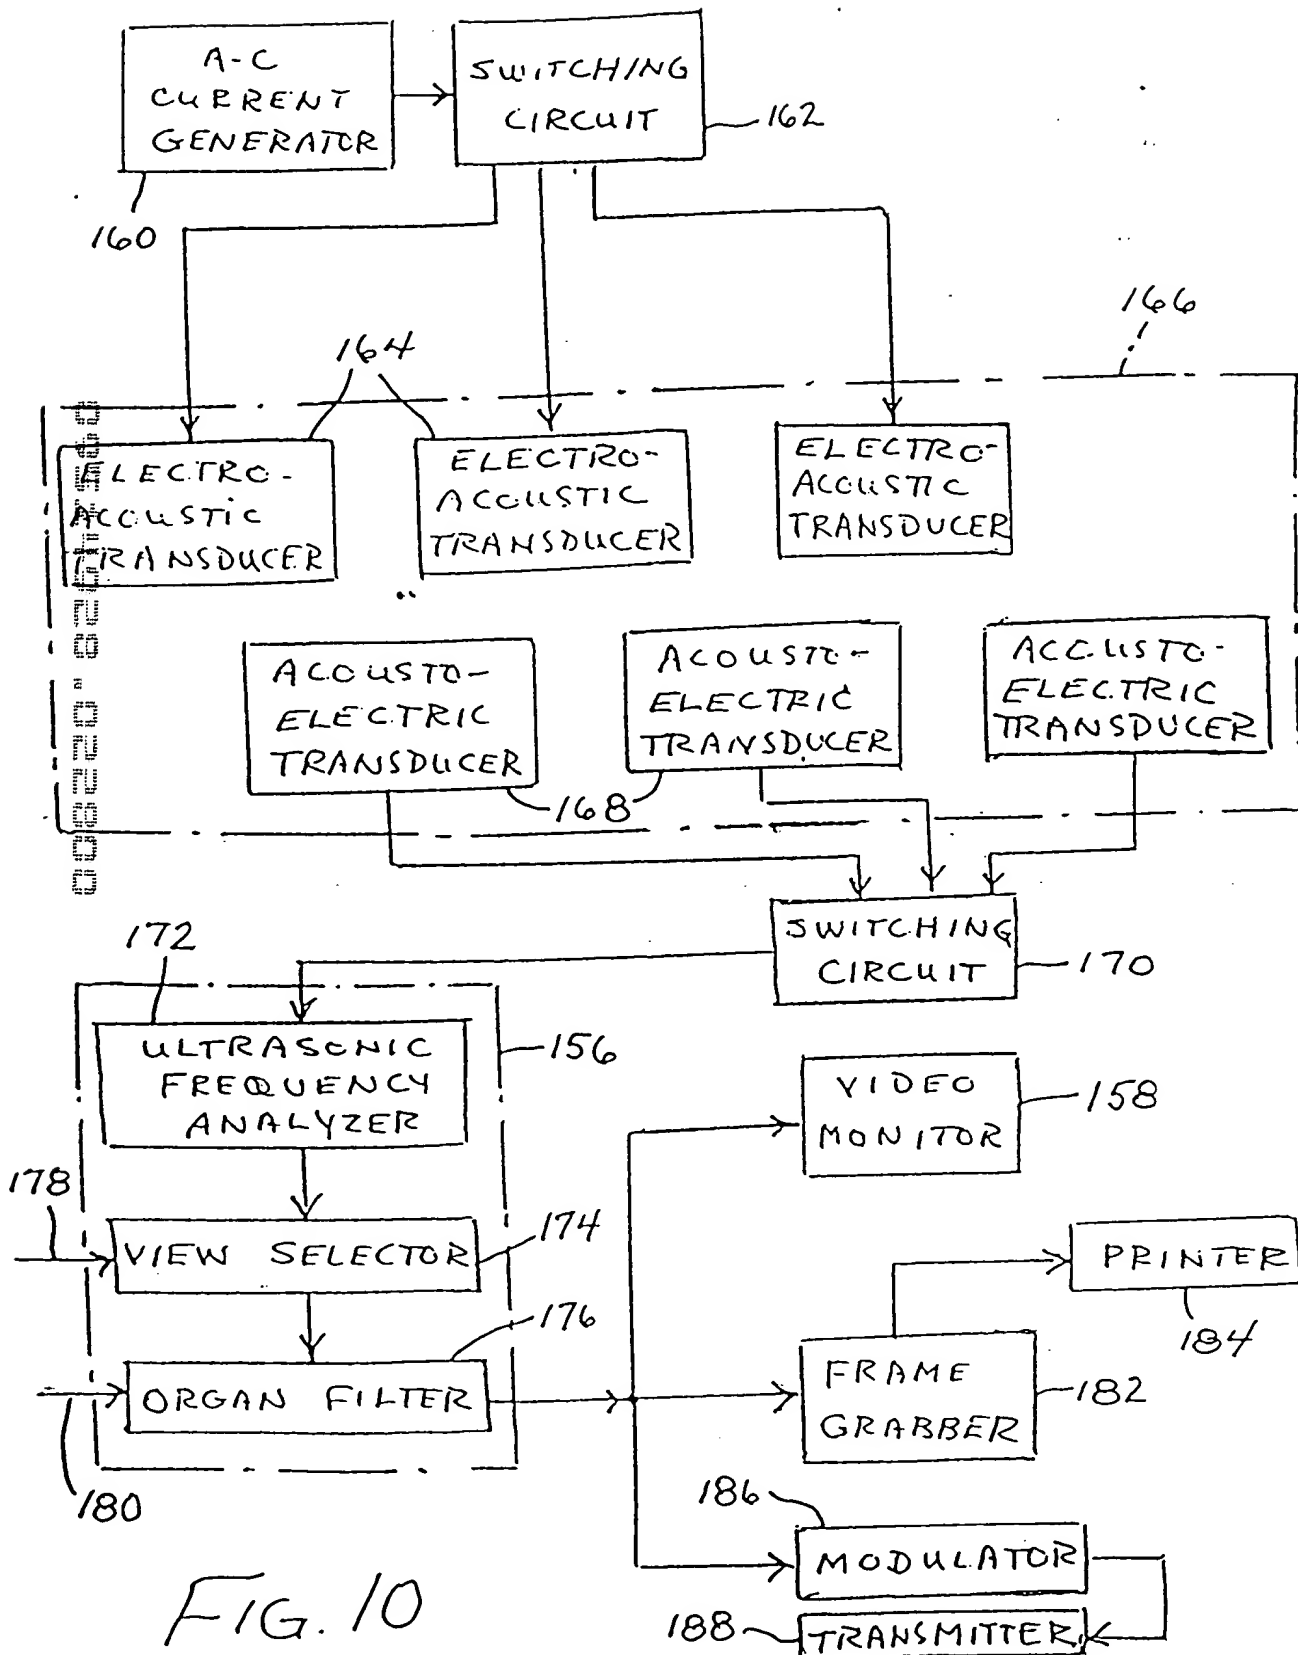 A-C
CURRENT
GENERATOR
160
SWITCHING
CIRCUIT
162
166
164
ELECTRO-
ACOUSTIC
TRANSDUCER
ELECTRO-
ACOUSTIC
TRANSDUCER
ELECTRO-
ACOUSTIC
TRANSDUCER
ACOUSTO-
ELECTRIC
TRANSDUCER
ACOUSTO-
ELECTRIC
TRANSDUCER
ACOUSTO-
ELECTRIC
TRANSDUCER
168
SWITCHING
CIRCUIT
170
172
ULTRASONIC
FREQUENCY
ANALYZER
156
VIDEO
MONITOR
158
178
VIEW SELECTOR
174
PRINTER
184
176
ORGAN FILTER
180
FRAME
GRABBER
182
186
MODULATOR
188
TRANSMITTER
FIG. 10